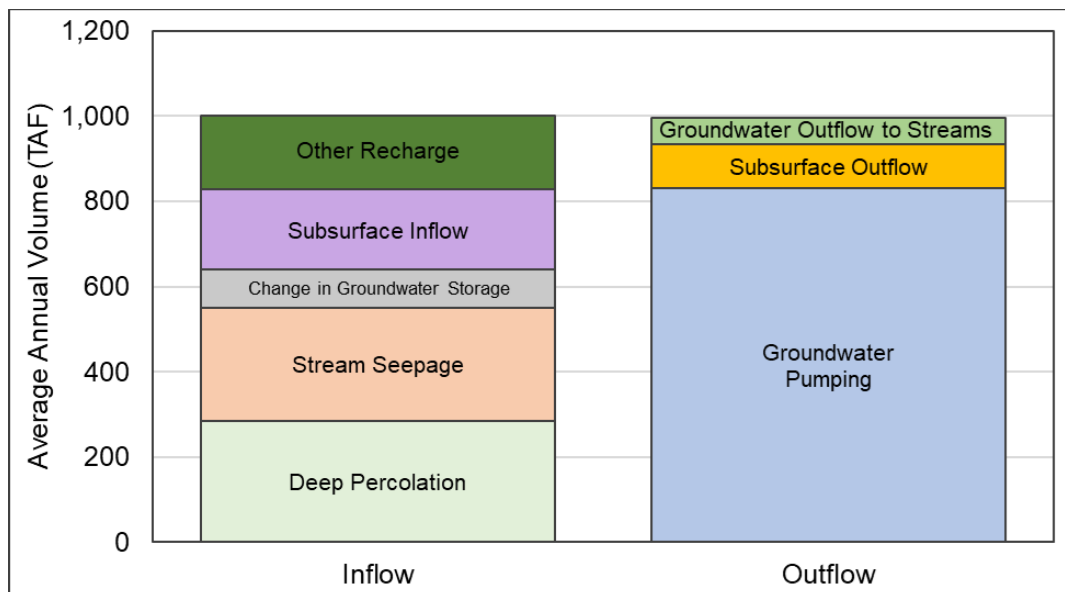 Average Annual Volume (TAF)
1,200
1,000
800
600
400
200
0
Other Recharge
Subsurface Inflow
Change in Groundwater Storage
Stream Seepage
Deep Percolation
Groundwater Outflow to Streams
Subsurface Outflow
Groundwater
Pumping
Inflow
Outflow